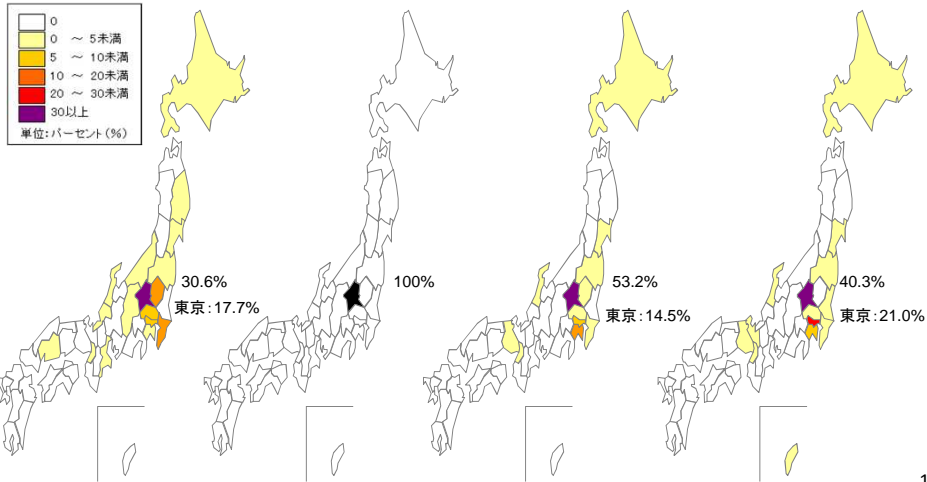 0
0 ～ 5未満
5 ～ 10未満
10 ～ 20未満
20 ～ 30未満
30以上
単位:パーセント(%)
30.6%
東京:17.7%
100%
53.2%
東京:14.5%
40.3%
東京:21.0%
1